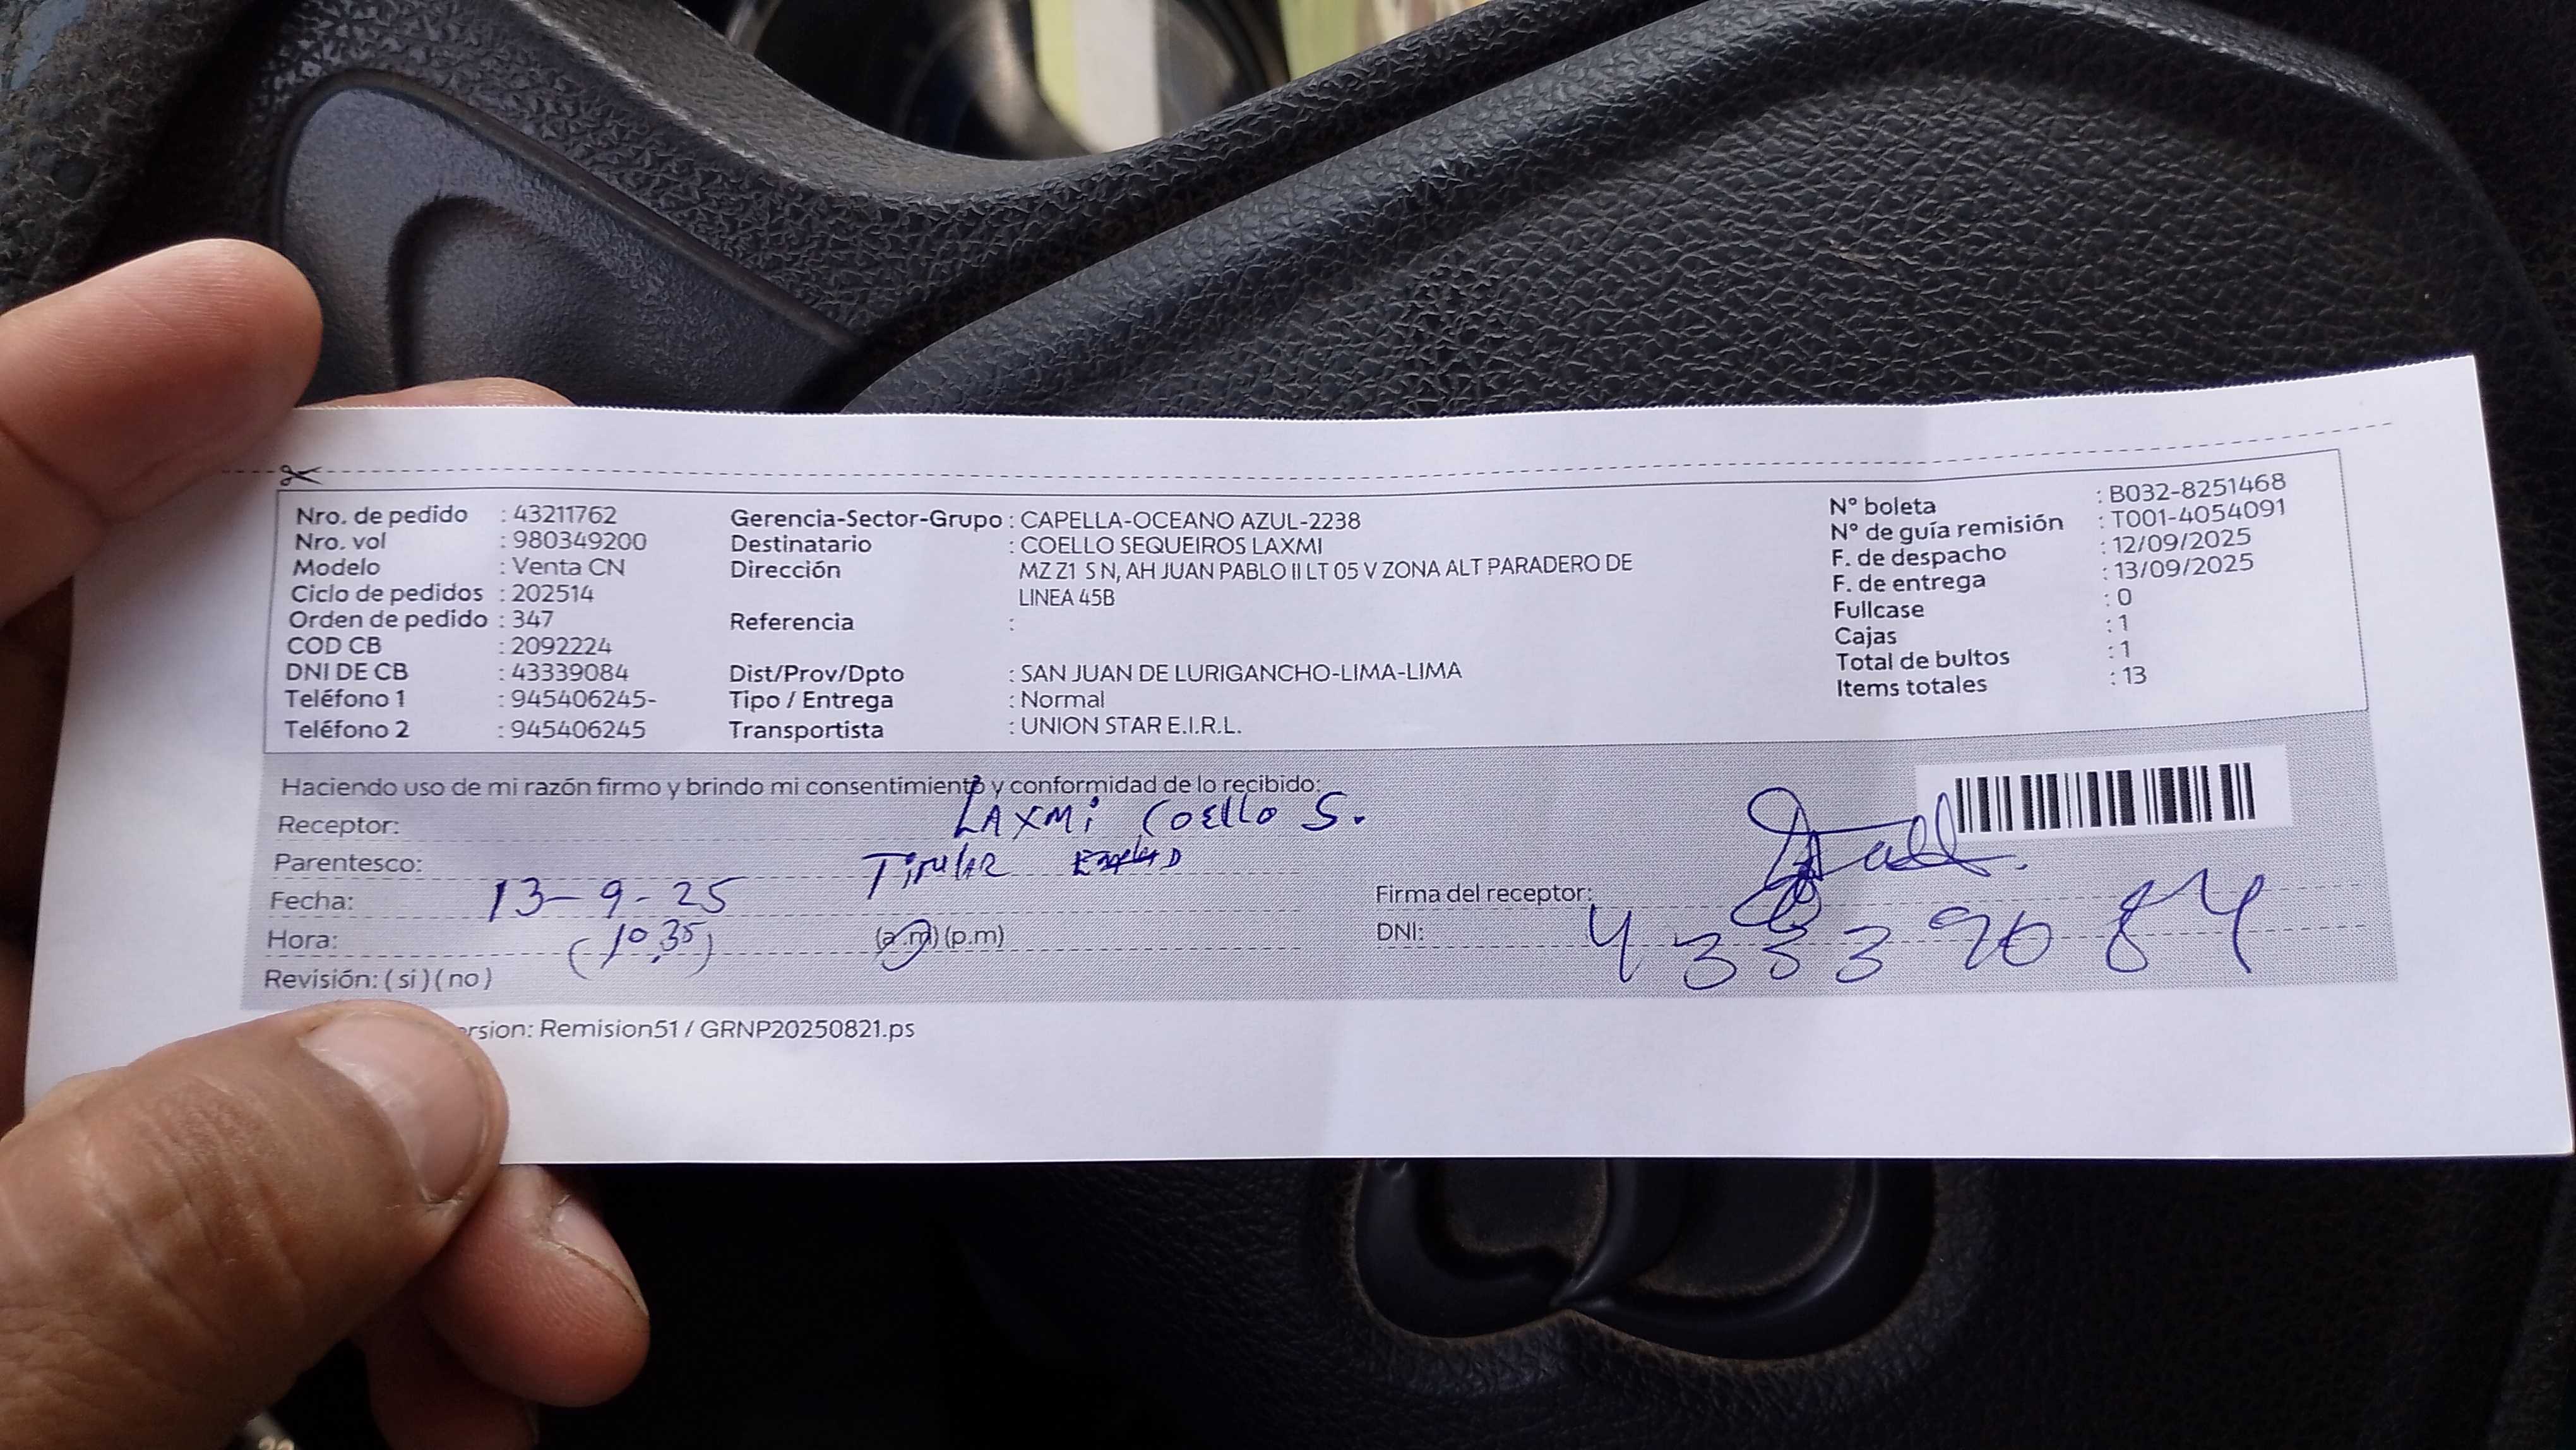 Nro. de pedido : 43211762
Nro. vol : 980349200
Modelo : Venta CN
Ciclo de pedidos : 202514
Orden de pedido : 347
COD CB : 2092224
DNI DE CB : 43339084
Teléfono 1 : 945406245-
Teléfono 2 : 945406245
Gerencia-Sector-Grupo : CAPELLA-OCEANO AZUL-2238
Destinatario : COELLO SEQUEIROS LAXMI
Dirección MZ Z1 S N, AH JUAN PABLO II LT 05 V ZONA ALT PARADERO DE
LINEA 45B
Referencia :
Dist/Prov/Dpto : SAN JUAN DE LURIGANCHO-LIMA-LIMA
Tipo / Entrega : Normal
Transportista : UNION STAR E.I.R.L.
N° boleta : B032-8251468
N° de guía remisión : T001-4054091
F. de despacho : 12/09/2025
F. de entrega : 13/09/2025
Fullcase : 0
Cajas : 1
Total de bultos : 1
Items totales : 13
Haciendo uso de mi razón firmo y brindo mi consentimiento y conformidad de lo recibido:
Receptor: LAXMi Coello S.
Parentesco: Titular
Fecha: 13-9-25
Hora: (10:35) (a.m) (p.m)
Revisión: ( si ) ( no )
Firma del receptor:
DNI: 43339084
ersion: Remision51 / GRNP20250821.ps